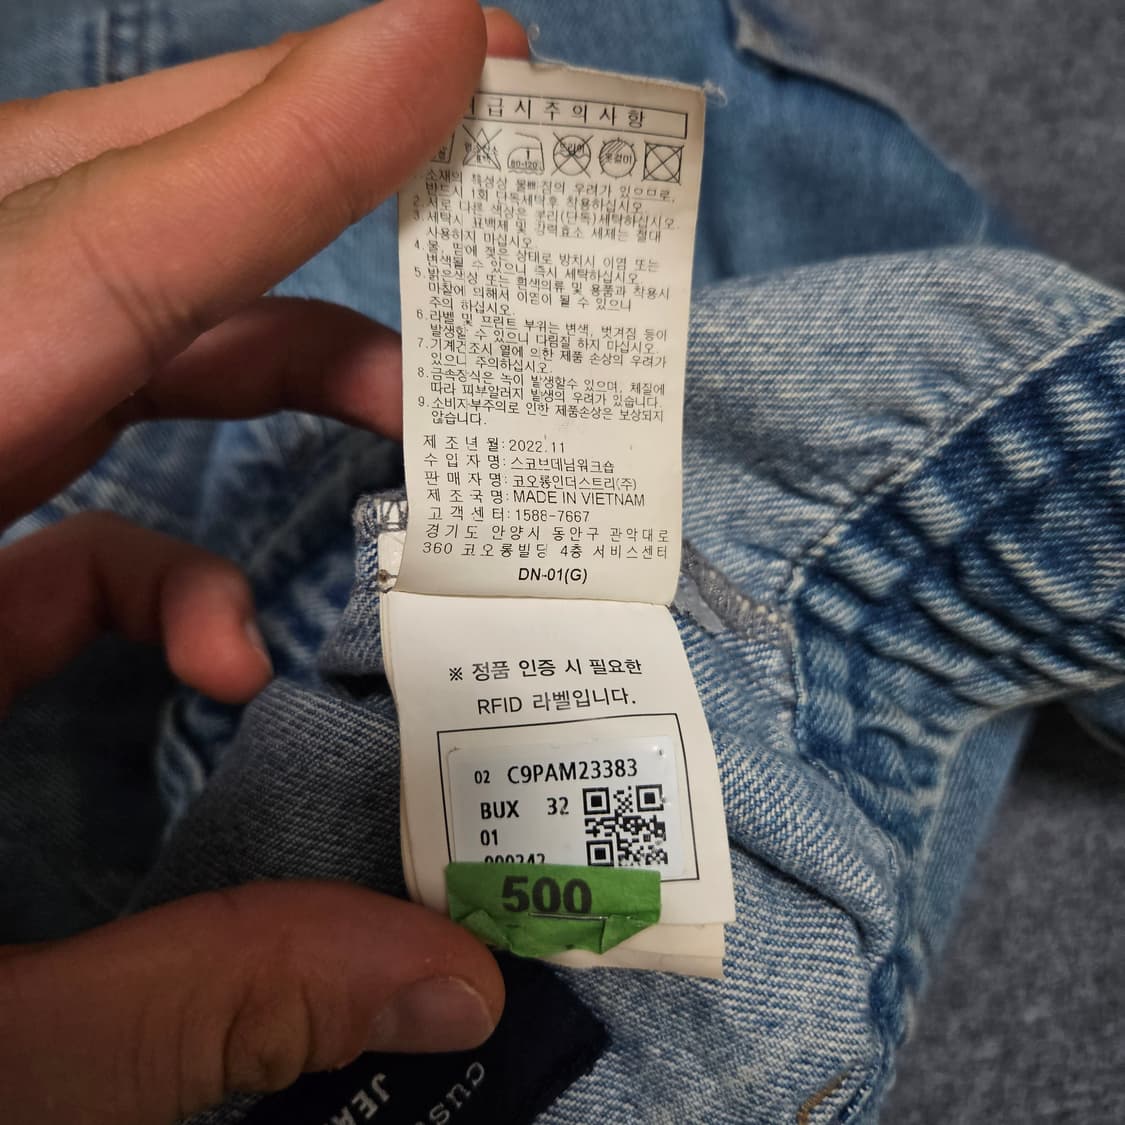 급시주의사항
80-120
드라이
옷걸이
소재의 특성상 물빠짐의 우려가 있으므로,
반드시 1회 단독세탁후 착용하십시오.
2. 서로 다른 색상은 분리(단독)세탁하십시오.
3. 세탁시 표백제 및 강력효소 세제는 절대
사용하지 마십시오.
4. 물, 땀에 젖은 상태로 방치시 이염 또는
변색될 수 있으니 즉시 세탁하십시오.
5. 밝은색상 또는 흰색의류 및 용품과 착용시
마찰에 의해서 이염이 될 수 있으니
주의 하십시오.
6. 라벨 및 프린트 부위는 변색, 벗겨짐 등이
발생할 수 있으니 다림질 하지 마십시오.
7. 기계건조시 열에 의한 제품 손상의 우려가
있으니 주의하십시오.
8. 금속장식은 녹이 발생할수 있으며, 체질에
따라 피부알러지 발생의 우려가 있습니다.
9. 소비자부주의로 인한 제품손상은 보상되지
않습니다.
제 조 년 월: 2022.11
수 입 자 명: 스코브데님워크숍
판 매 자 명: 코오롱인더스트리(주)
제 조 국 명: MADE IN VIETNAM
고 객 센 터: 1588-7667
경기도 안양시 동안구 관악대로
360 코오롱빌딩 4층 서비스센터
DN-01(G)
※ 정품 인증 시 필요한
RFID 라벨입니다.
02 C9PAM23383
BUX 32
01
000242
500